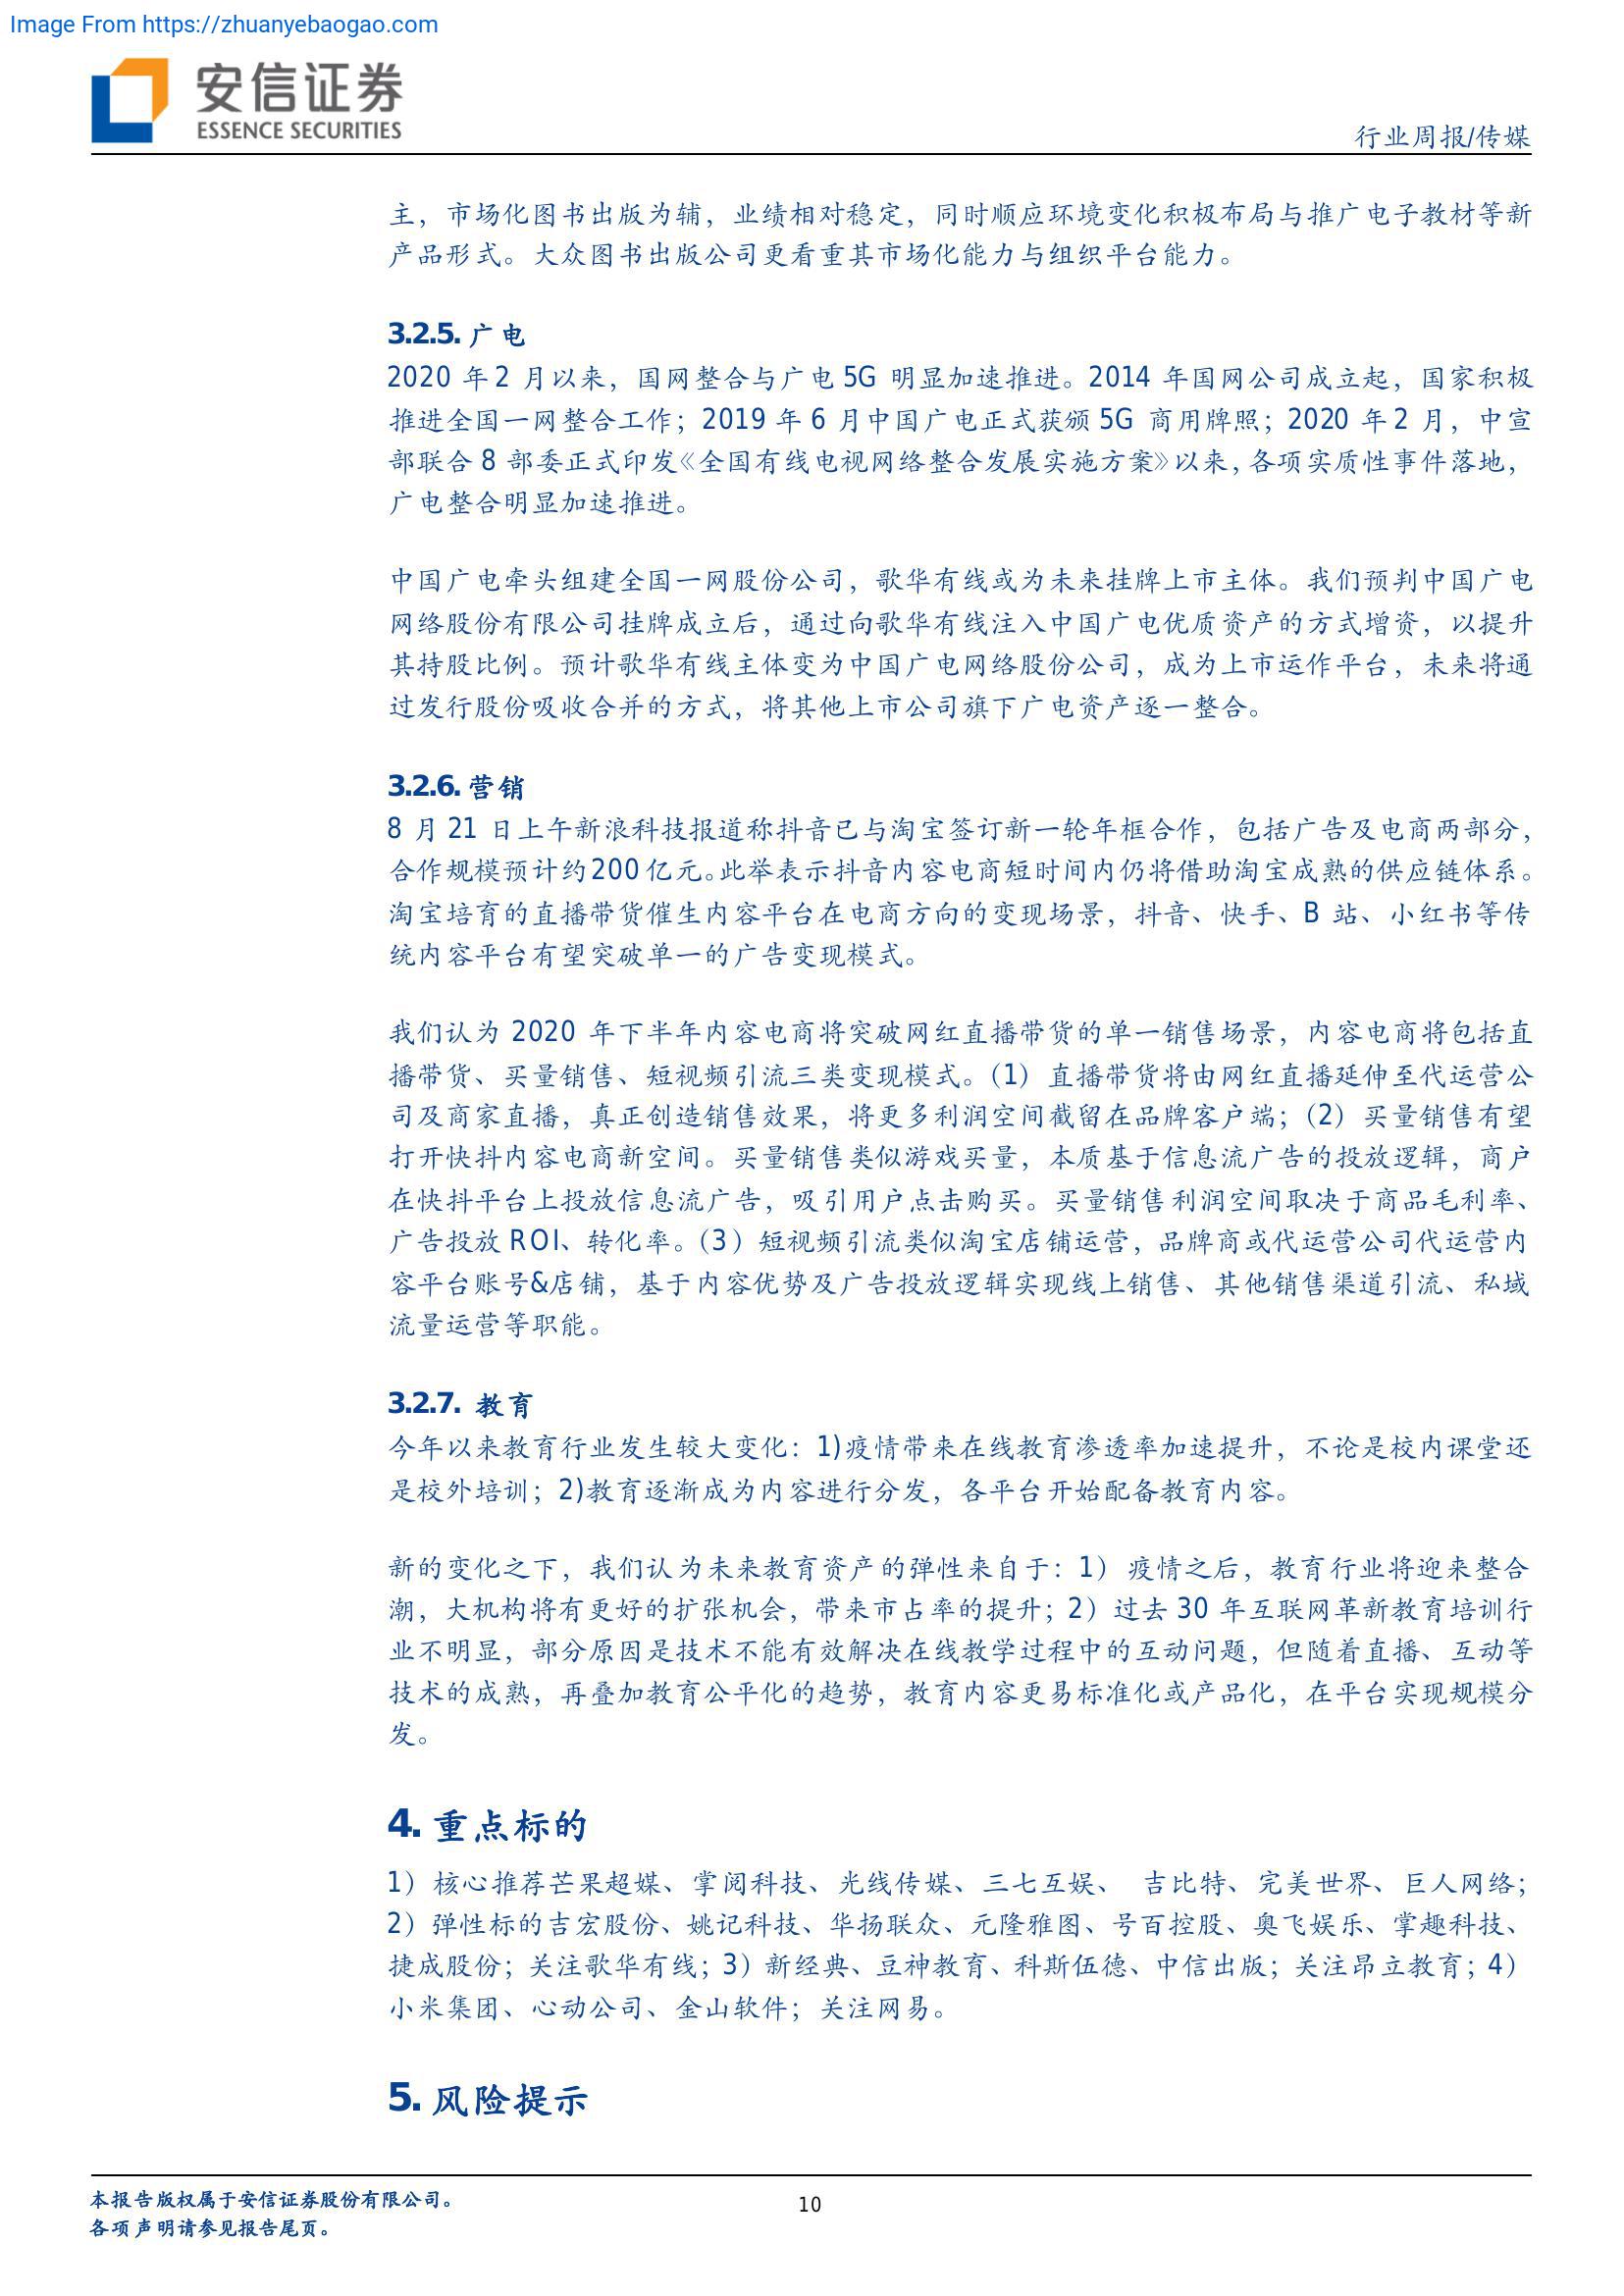 Image From https://zhuanyebaogao.com
安信证券
ESSENCE SECURITIES
行业周报/传媒
主，市场化图书出版为辅，业绩相对稳定，同时顺应环境变化积极布局与推广电子教材等新
产品形式。大众图书出版公司更看重其市场化能力与组织平台能力。
3.2.5. 广电
2020 年 2 月以来，国网整合与广电 5G 明显加速推进。2014 年国网公司成立起，国家积极
推进全国一网整合工作；2019 年 6 月中国广电正式获颁 5G 商用牌照；2020 年 2 月，中宣
部联合 8 部委正式印发《全国有线电视网络整合发展实施方案》以来，各项实质性事件落地，
广电整合明显加速推进。
中国广电牵头组建全国一网股份公司，歌华有线或为未来挂牌上市主体。我们预判中国广电
网络股份有限公司挂牌成立后，通过向歌华有线注入中国广电优质资产的方式增资，以提升
其持股比例。预计歌华有线主体变为中国广电网络股份公司，成为上市运作平台，未来将通
过发行股份吸收合并的方式，将其他上市公司旗下广电资产逐一整合。
3.2.6. 营销
8 月 21 日上午新浪科技报道称抖音已与淘宝签订新一轮年框合作，包括广告及电商两部分，
合作规模预计约 200 亿元。此举表示抖音内容电商短时间内仍将借助淘宝成熟的供应链体系。
淘宝培育的直播带货催生内容平台在电商方向的变现场景，抖音、快手、B 站、小红书等传
统内容平台有望突破单一的广告变现模式。
我们认为 2020 年下半年内容电商将突破网红直播带货的单一销售场景，内容电商将包括直
播带货、买量销售、短视频引流三类变现模式。（1）直播带货将由网红直播延伸至代运营公
司及商家直播，真正创造销售效果，将更多利润空间截留在品牌客户端；（2）买量销售有望
打开快抖内容电商新空间。买量销售类似游戏买量，本质基于信息流广告的投放逻辑，商户
在快抖平台上投放信息流广告，吸引用户点击购买。买量销售利润空间取决于商品毛利率、
广告投放 ROI、转化率。（3）短视频引流类似淘宝店铺运营，品牌商或代运营公司代运营内
容平台账号&店铺，基于内容优势及广告投放逻辑实现线上销售、其他销售渠道引流、私域
流量运营等职能。
3.2.7. 教育
今年以来教育行业发生较大变化：1)疫情带来在线教育渗透率加速提升，不论是校内课堂还
是校外培训；2)教育逐渐成为内容进行分发，各平台开始配备教育内容。
新的变化之下，我们认为未来教育资产的弹性来自于：1）疫情之后，教育行业将迎来整合
潮，大机构将有更好的扩张机会，带来市占率的提升；2）过去 30 年互联网革新教育培训行
业不明显，部分原因是技术不能有效解决在线教学过程中的互动问题，但随着直播、互动等
技术的成熟，再叠加教育公平化的趋势，教育内容更易标准化或产品化，在平台实现规模分
发。
4. 重点标的
1）核心推荐芒果超媒、掌阅科技、光线传媒、三七互娱、 吉比特、完美世界、巨人网络；
2）弹性标的吉宏股份、姚记科技、华扬联众、元隆雅图、号百控股、奥飞娱乐、掌趣科技、
捷成股份；关注歌华有线；3）新经典、豆神教育、科斯伍德、中信出版；关注昂立教育；4）
小米集团、心动公司、金山软件；关注网易。
5. 风险提示
本报告版权属于安信证券股份有限公司。
各项声明请参见报告尾页。
10